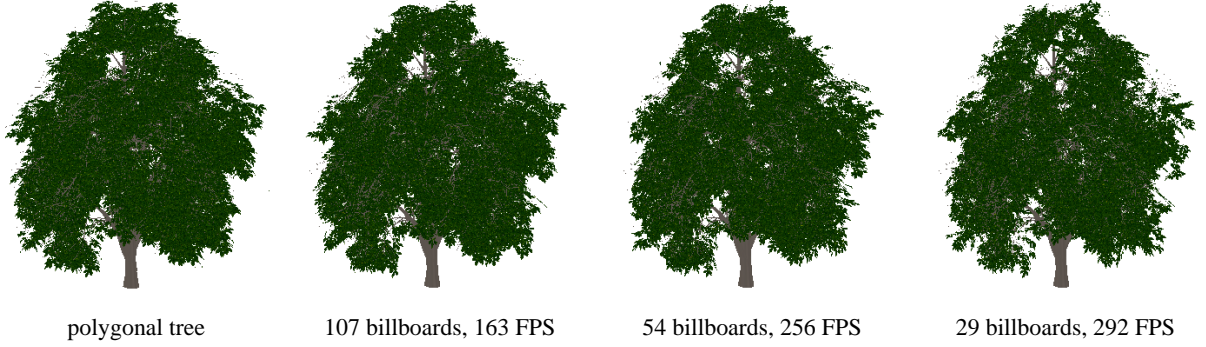 polygonal tree
107 billboards, 163 FPS
54 billboards, 256 FPS
29 billboards, 292 FPS